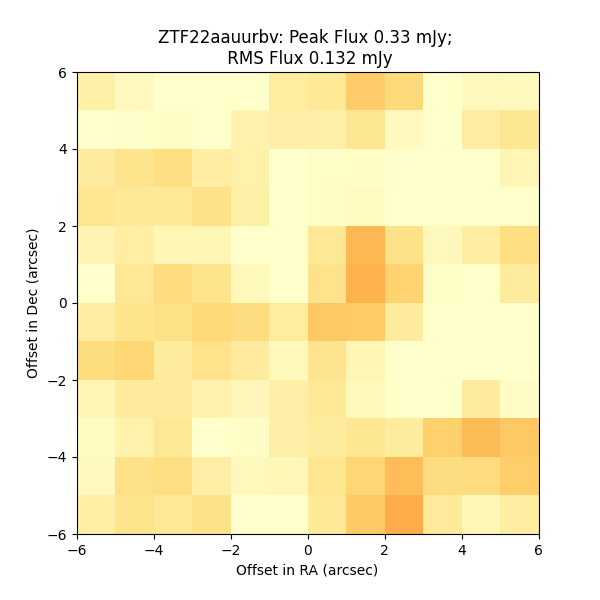 ZTF22aauurbv: Peak Flux 0.33 mJy;
RMS Flux 0.132 mJy
6
4
2
0
−2
−4
−6
Offset in Dec (arcsec)
−6 −4 −2 0 2 4 6
Offset in RA (arcsec)